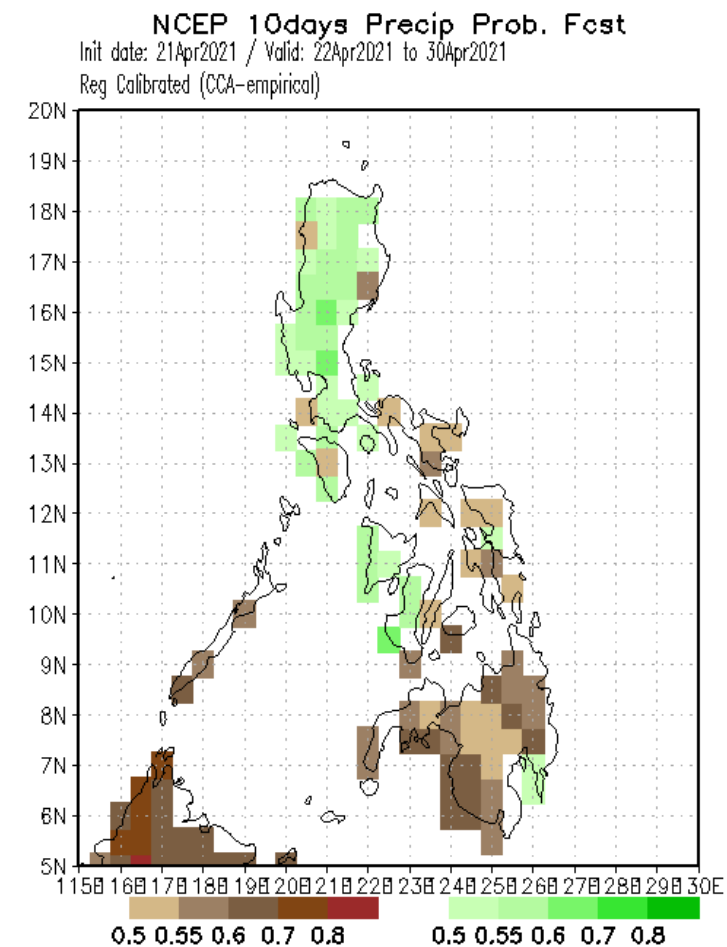 NCEP 10days Precip Prob. Fcst
Init date: 21Apr2021 / Valid: 22Apr2021 to 30Apr2021
Reg Calibrated (CCA-empirical)
20N
19N
18N
17N
16N
15N
14N
13N
12N
11N
10N
9N
8N
7N
6N
5N
115E 116E 117E 118E 119E 120E 121E 122E 123E 124E 125E 126E 127E 128E 129E 130E
0.5 0.55 0.6 0.7 0.8 0.5 0.55 0.6 0.7 0.8